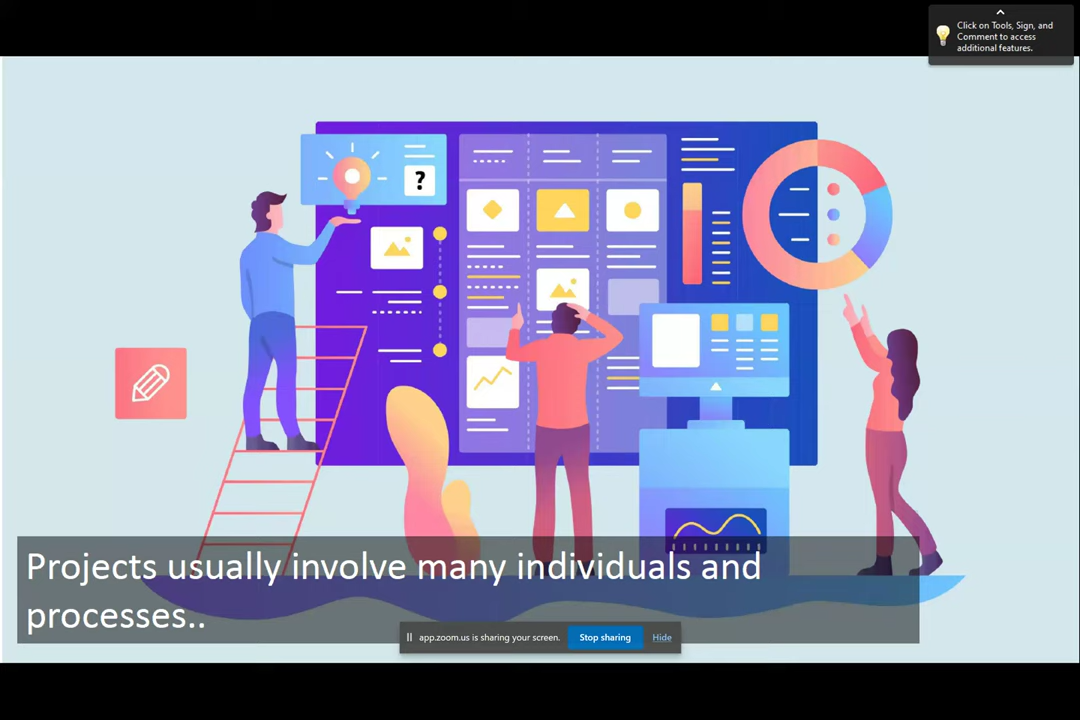 Click on Tools, Sign, and
Comment to access
additional features.
?
Projects usually involve many individuals and
processes..
app.zoom.us is sharing your screen.
Stop sharing
Hide